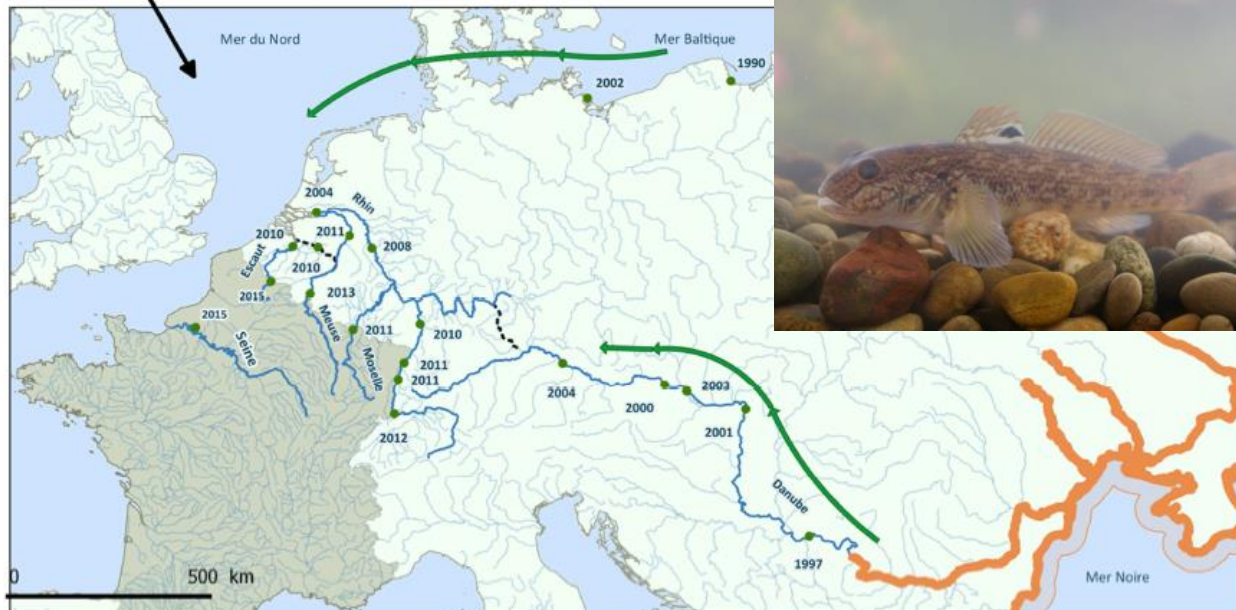 Mer du Nord
Mer Baltique
1990
2002
2004
Rhin
2010
2011
2008
Escaut
2010
2015
2013
2015
Meuse
2011
2010
Seine
Moselle
2011
2011
2004
2000
2003
2001
2012
Danube
1997
0
500 km
Mer Noire